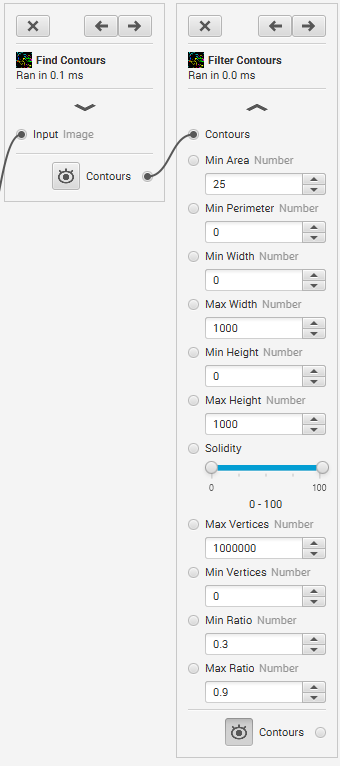 Find Contours
Ran in 0.1 ms
Input Image
Contours
Filter Contours
Ran in 0.0 ms
Contours
Min Area Number
25
Min Perimeter Number
0
Min Width Number
0
Max Width Number
1000
Min Height Number
0
Max Height Number
1000
Solidity
0 100
0 - 100
Max Vertices Number
1000000
Min Vertices Number
0
Min Ratio Number
0.3
Max Ratio Number
0.9
Contours